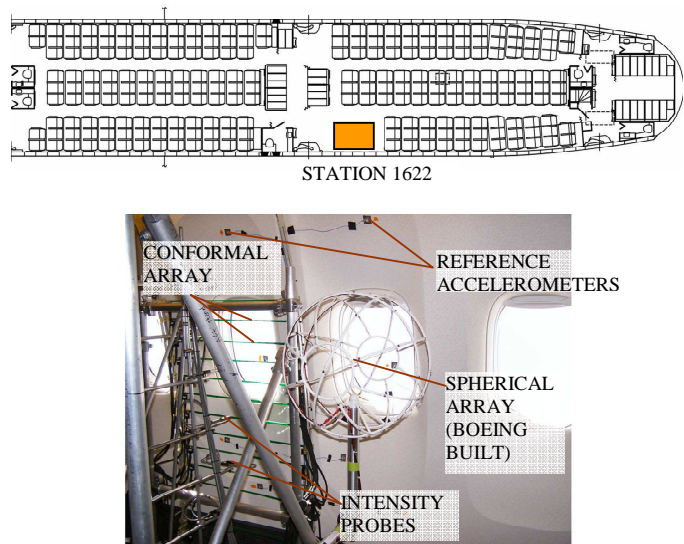 STATION 1622
CONFORMAL
ARRAY
REFERENCE
ACCELEROMETERS
SPHERICAL
ARRAY
(BOEING
BUILT)
INTENSITY
PROBES